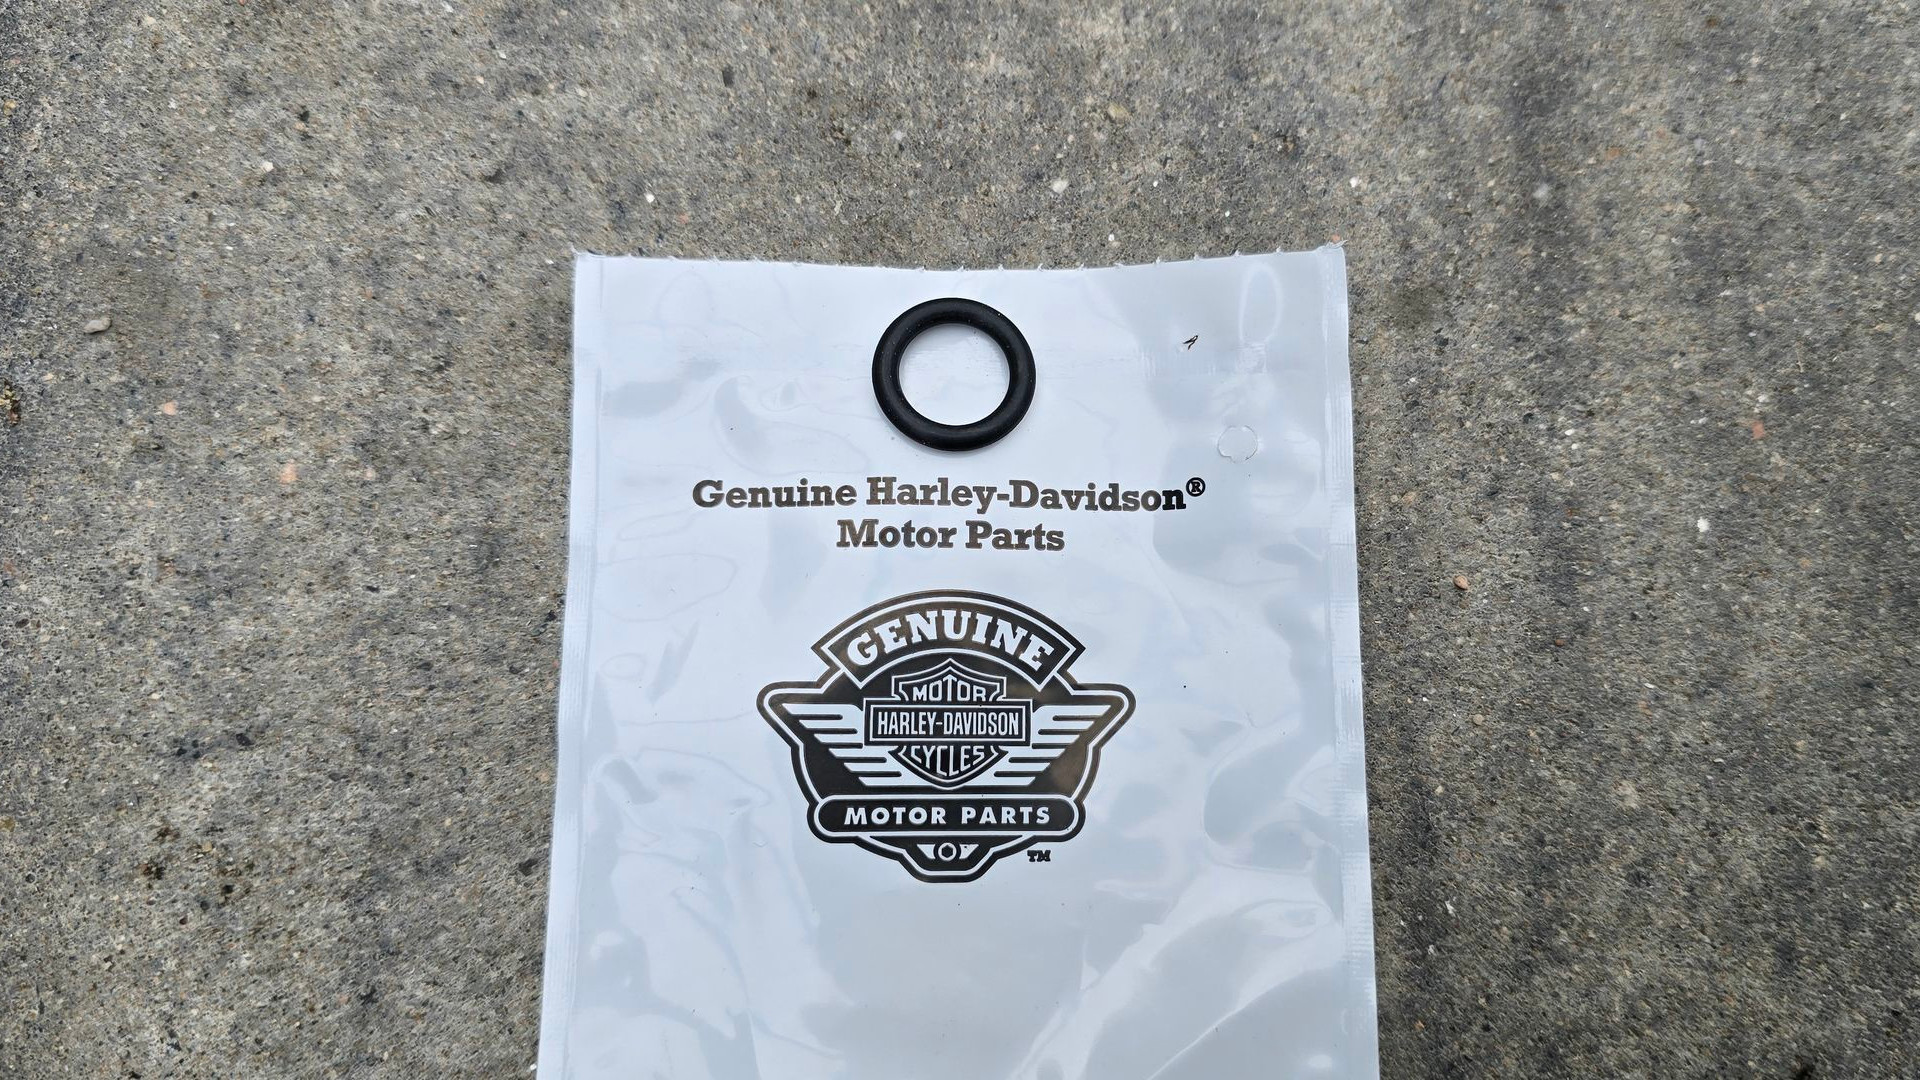 Genuine Harley-Davidson®
Motor Parts
GENUINE
MOTOR
HARLEY-DAVIDSON
CYCLES
MOTOR PARTS
TM